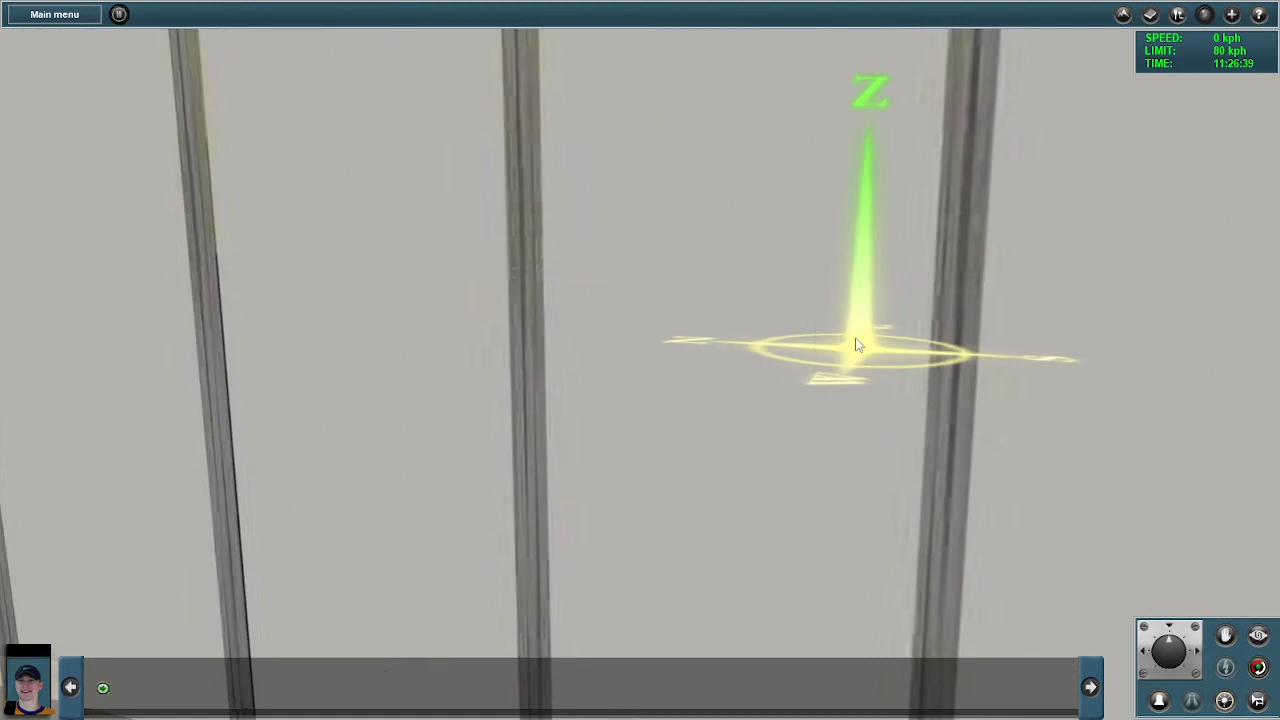 Main menu
SPEED: 0 kph
LIMIT: 80 kph
TIME: 11:26:39
Z
N
S
W